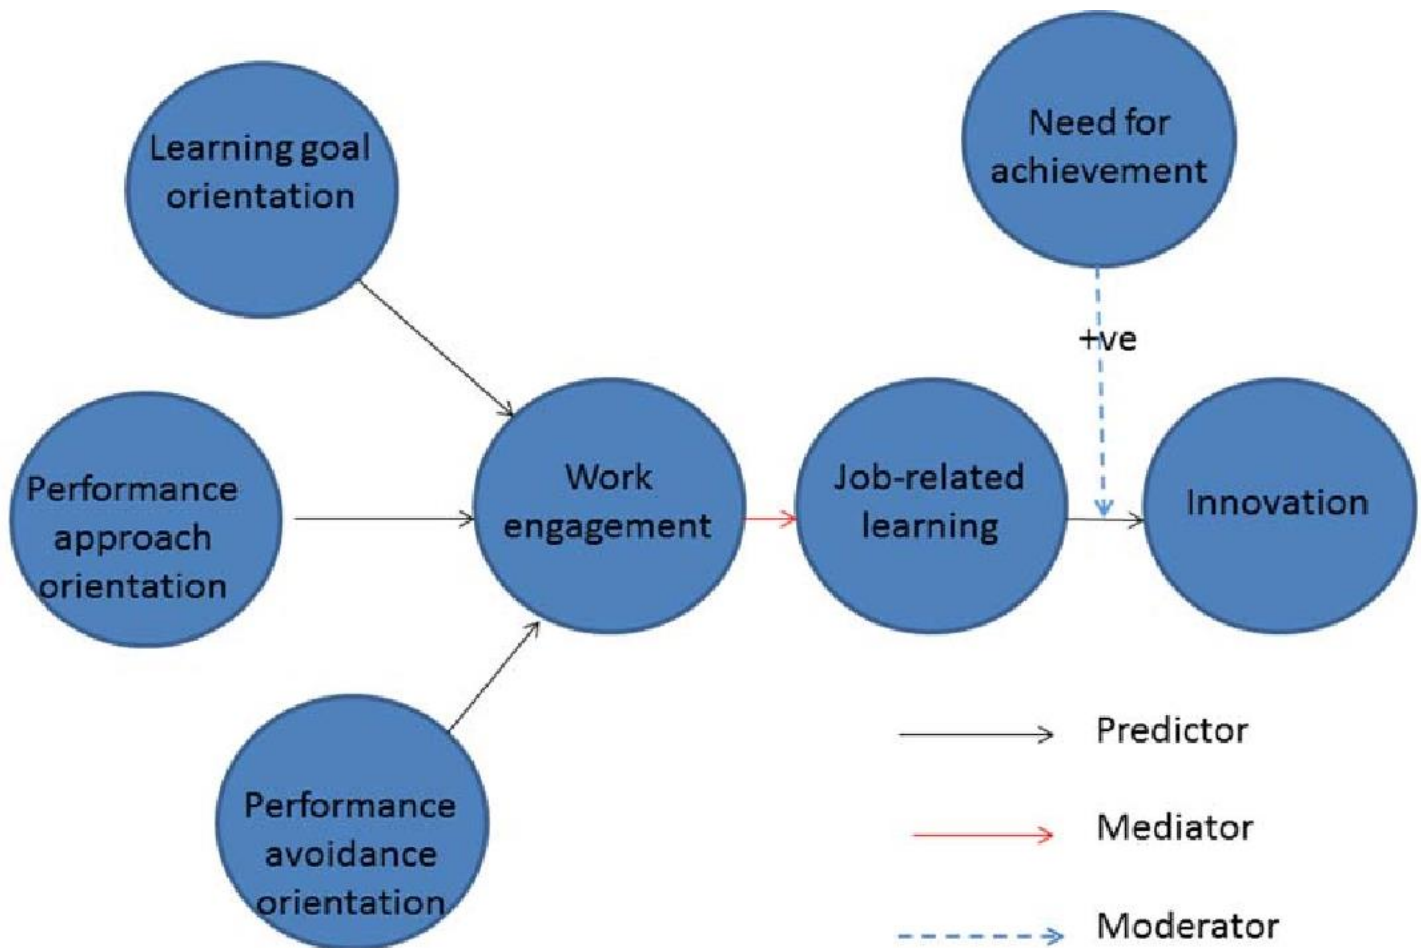 Learning goal
orientation
Need for
achievement
+ve
Performance
approach
orientation
Work
engagement
Job-related
learning
Innovation
Performance
avoidance
orientation
Predictor
Mediator
Moderator